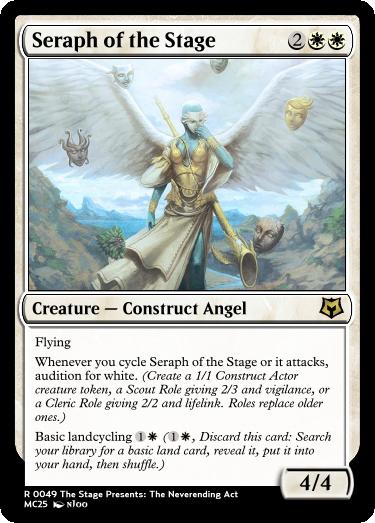 Seraph of the Stage 2
Creature — Construct Angel
Flying
Whenever you cycle Seraph of the Stage or it attacks,
audition for white. (Create a 1/1 Construct Actor
creature token, a Scout Role giving 2/3 and vigilance, or
a Cleric Role giving 2/2 and lifelink. Roles replace older
ones.)
Basic landcycling 1 (1, Discard this card: Search
your library for a basic land card, reveal it, put it into
your hand, then shuffle.)
4/4
R 0049 The Stage Presents: The Neverending Act
MC25